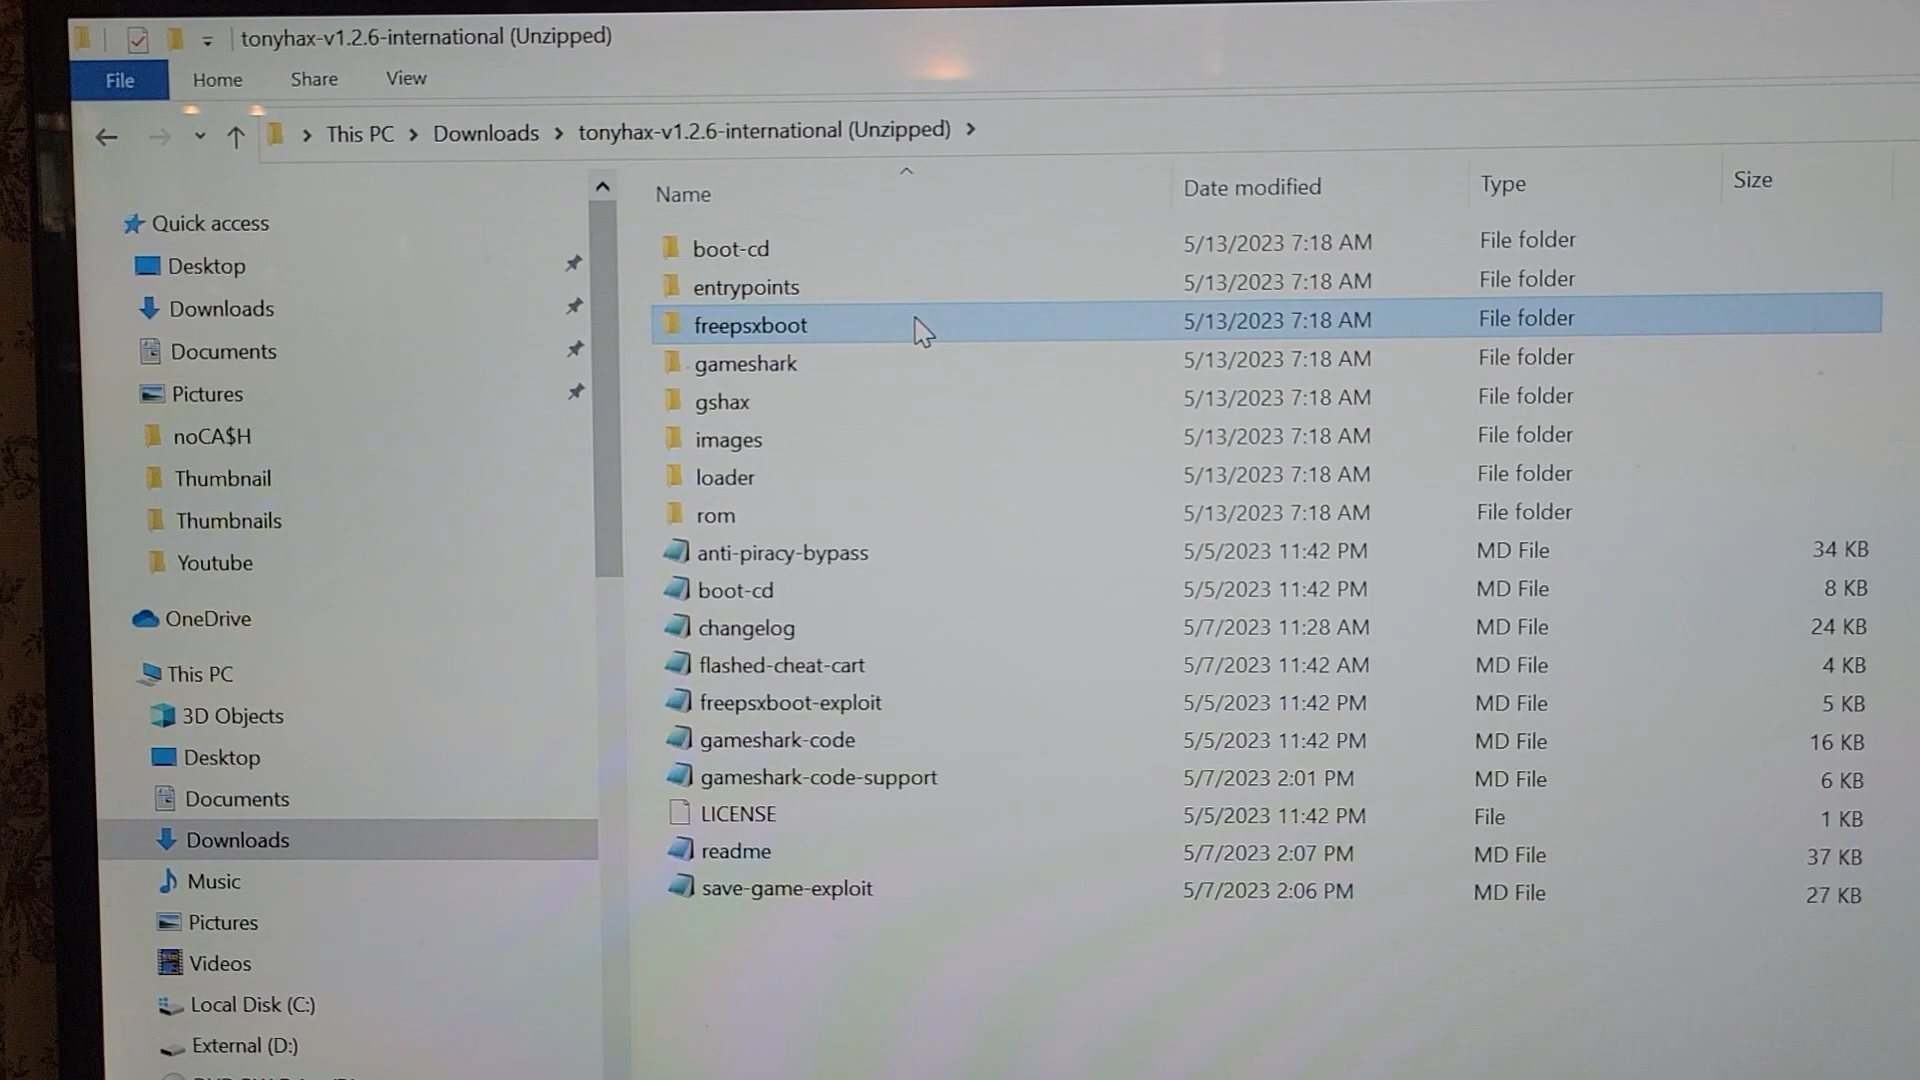 tonyhax-v1.2.6-international (Unzipped)
File Home Share View
This PC Downloads tonyhax-v1.2.6-international (Unzipped)
Name Date modified Type Size
Quick access
Desktop
Downloads
Documents
Pictures
noCA$H
Thumbnail
Thumbnails
Youtube
OneDrive
This PC
3D Objects
Desktop
Documents
Downloads
Music
Pictures
Videos
Local Disk (C:)
External (D:)
boot-cd 5/13/2023 7:18 AM File folder
entrypoints 5/13/2023 7:18 AM File folder
freepsxboot 5/13/2023 7:18 AM File folder
gameshark 5/13/2023 7:18 AM File folder
gshax 5/13/2023 7:18 AM File folder
images 5/13/2023 7:18 AM File folder
loader 5/13/2023 7:18 AM File folder
rom 5/13/2023 7:18 AM File folder
anti-piracy-bypass 5/5/2023 11:42 PM MD File 34 KB
boot-cd 5/5/2023 11:42 PM MD File 8 KB
changelog 5/7/2023 11:28 AM MD File 24 KB
flashed-cheat-cart 5/7/2023 11:42 AM MD File 4 KB
freepsxboot-exploit 5/5/2023 11:42 PM MD File 5 KB
gameshark-code 5/5/2023 11:42 PM MD File 16 KB
gameshark-code-support 5/7/2023 2:01 PM MD File 6 KB
LICENSE 5/5/2023 11:42 PM File 1 KB
readme 5/7/2023 2:07 PM MD File 37 KB
save-game-exploit 5/7/2023 2:06 PM MD File 27 KB